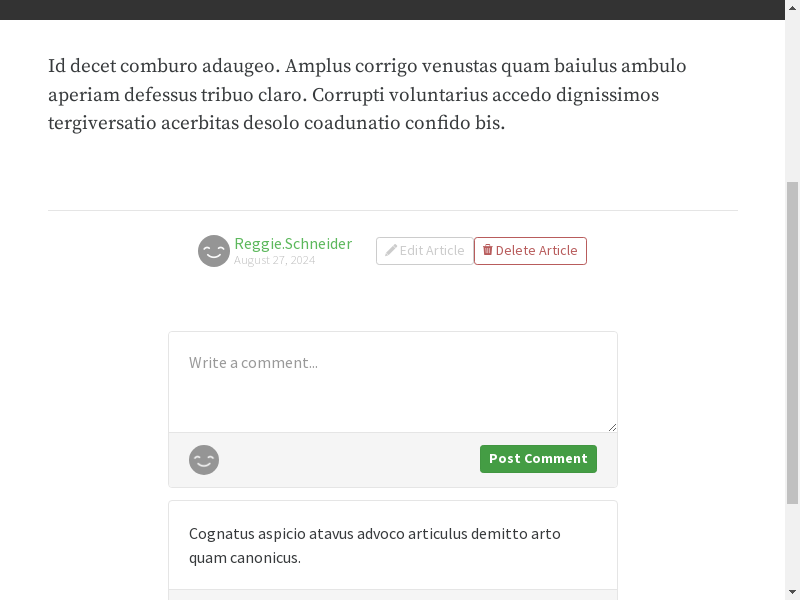 Id decet comburo adaugeo. Amplus corrigo venustas quam baiulus ambulo
aperiam defessus tribuo claro. Corrupti voluntarius accedo dignissimos
tergiversatio acerbitas desolo coadunatio confido bis.
Reggie.Schneider
August 27, 2024
Edit Article
Delete Article
Write a comment...
Post Comment
Cognatus aspicio atavus advoco articulus demitto arto
quam canonicus.